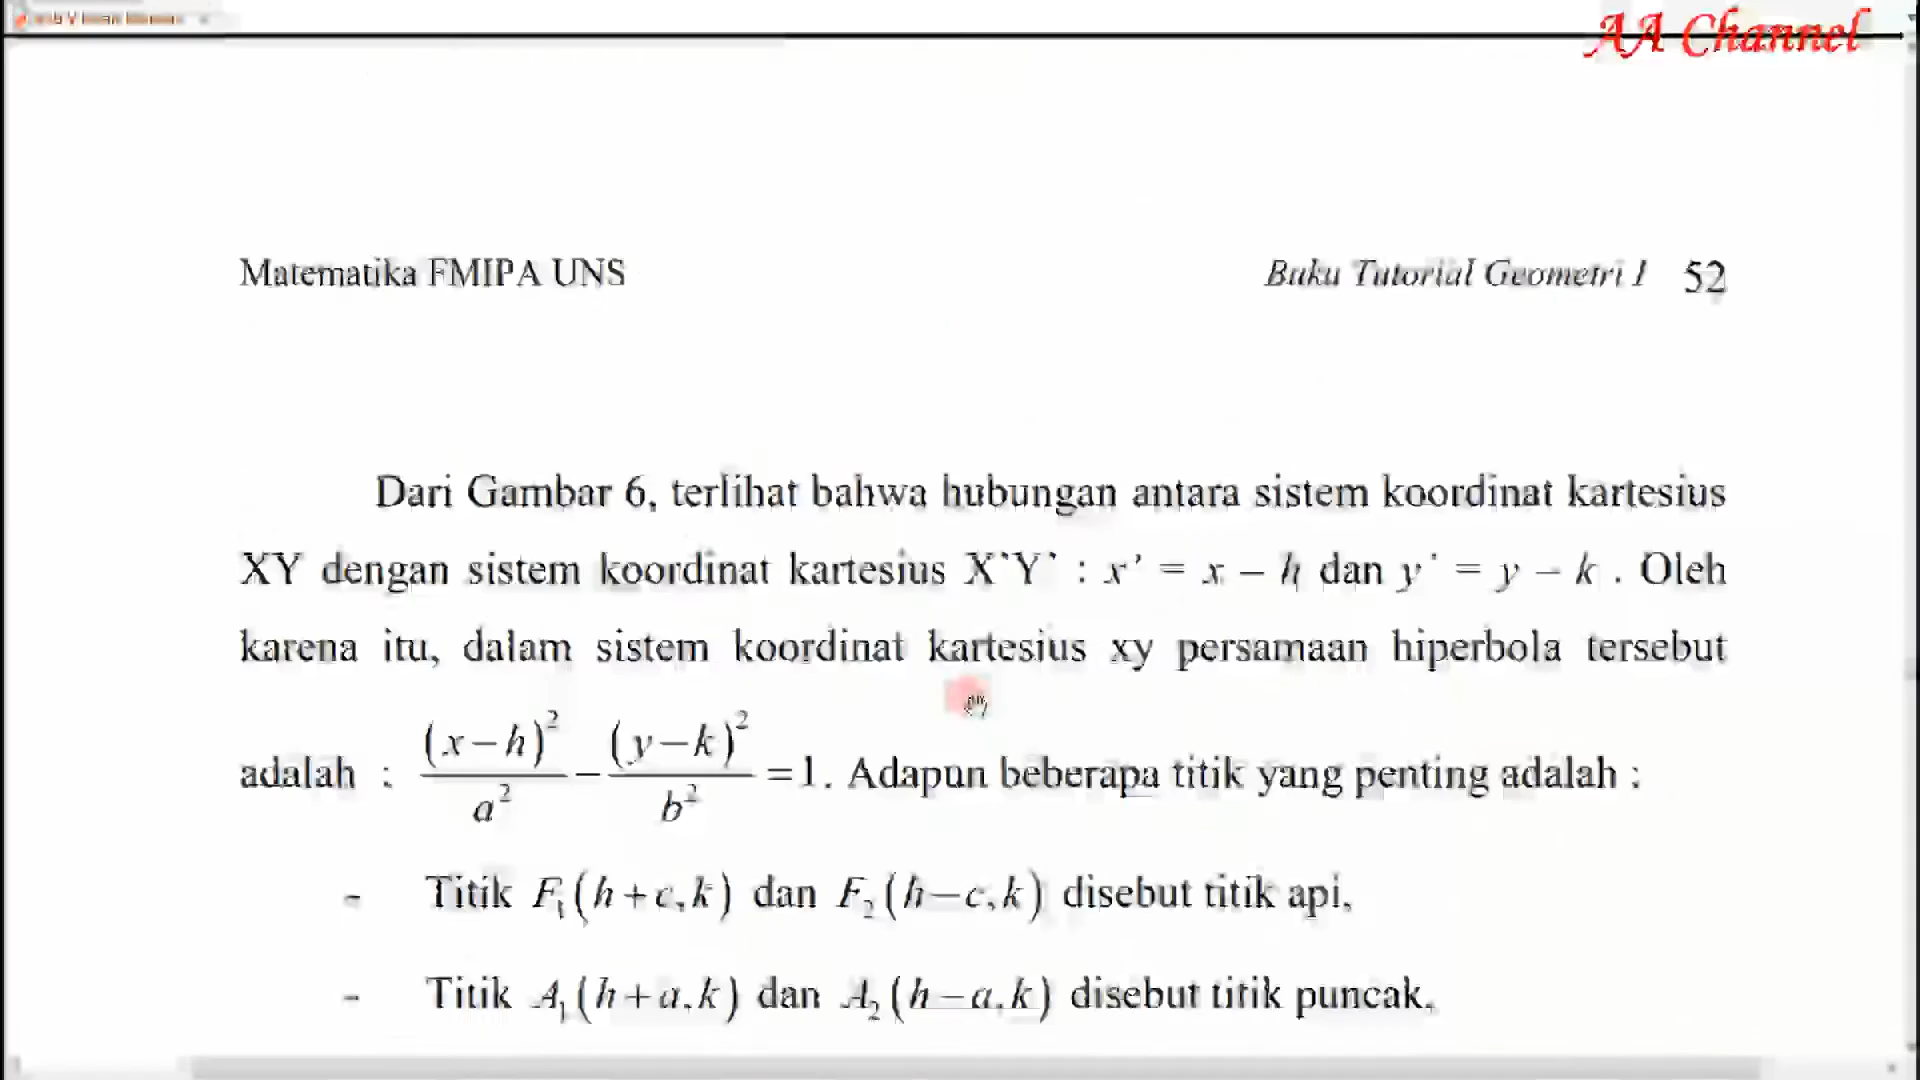 AA Channel
Matematika FMIPA UNS
Buku Tutorial Geometri I 52
Dari Gambar 6, terlihat bahwa hubungan antara sistem koordinat kartesius
XY dengan sistem koordinat kartesius X'Y' : x' = x – h dan y' = y – k . Oleh
karena itu, dalam sistem koordinat kartesius xy persamaan hiperbola tersebut
adalah : (x−h)²/a² − (y−k)²/b² = 1. Adapun beberapa titik yang penting adalah :
- Titik F₁(h+c,k) dan F₂(h−c,k) disebut titik api,
- Titik A₁(h+a,k) dan A₂(h−a,k) disebut titik puncak,